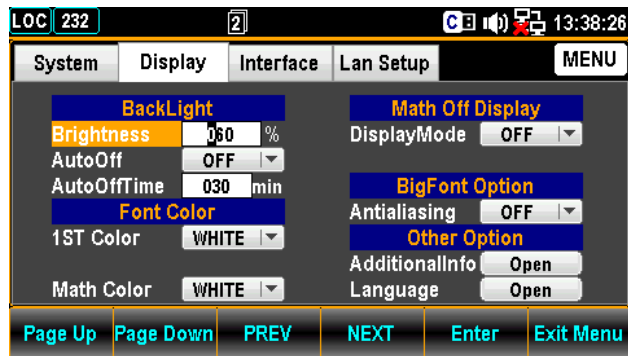 LOC 232 2 C 13:38:26
System Display Interface Lan Setup MENU
BackLight
Brightness 060 %
AutoOff OFF
AutoOffTime 030 min
Font Color
1ST Color WHITE
Math Color WHITE
Math Off Display
DisplayMode OFF
BigFont Option
Antialiasing OFF
Other Option
AdditionalInfo Open
Language Open
Page Up Page Down PREV NEXT Enter Exit Menu